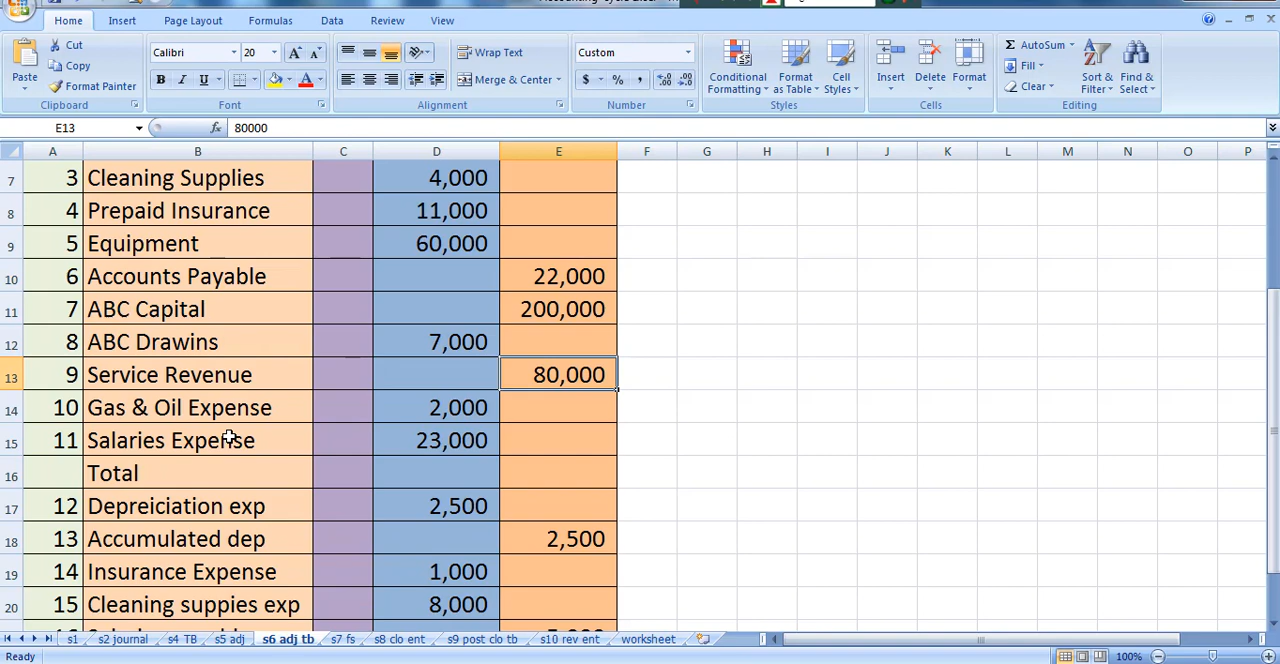 Home Insert Page Layout Formulas Data Review View
Cut
Copy
Format Painter
Paste
Clipboard
Calibri 20
B I U
Font
Wrap Text
Merge & Center
Alignment
Custom
$ % ,
Number
Conditional Formatting
Format as Table
Cell Styles
Styles
Insert Delete Format
Cells
Σ AutoSum
Fill
Clear
Sort & Filter
Find & Select
Editing
E13 fx 80000
A B C D E F G H I J K L M N O P
7 3 Cleaning Supplies 4,000
8 4 Prepaid Insurance 11,000
9 5 Equipment 60,000
10 6 Accounts Payable 22,000
11 7 ABC Capital 200,000
12 8 ABC Drawins 7,000
13 9 Service Revenue 80,000
14 10 Gas & Oil Expense 2,000
15 11 Salaries Expense 23,000
16 Total
17 12 Depreiciation exp 2,500
18 13 Accumulated dep 2,500
19 14 Insurance Expense 1,000
20 15 Cleaning suppies exp 8,000
s1 s2 journal s4 TB s5 adj s6 adj tb s7 fs s8 clo ent s9 post clo tb s10 rev ent worksheet
Ready 100%